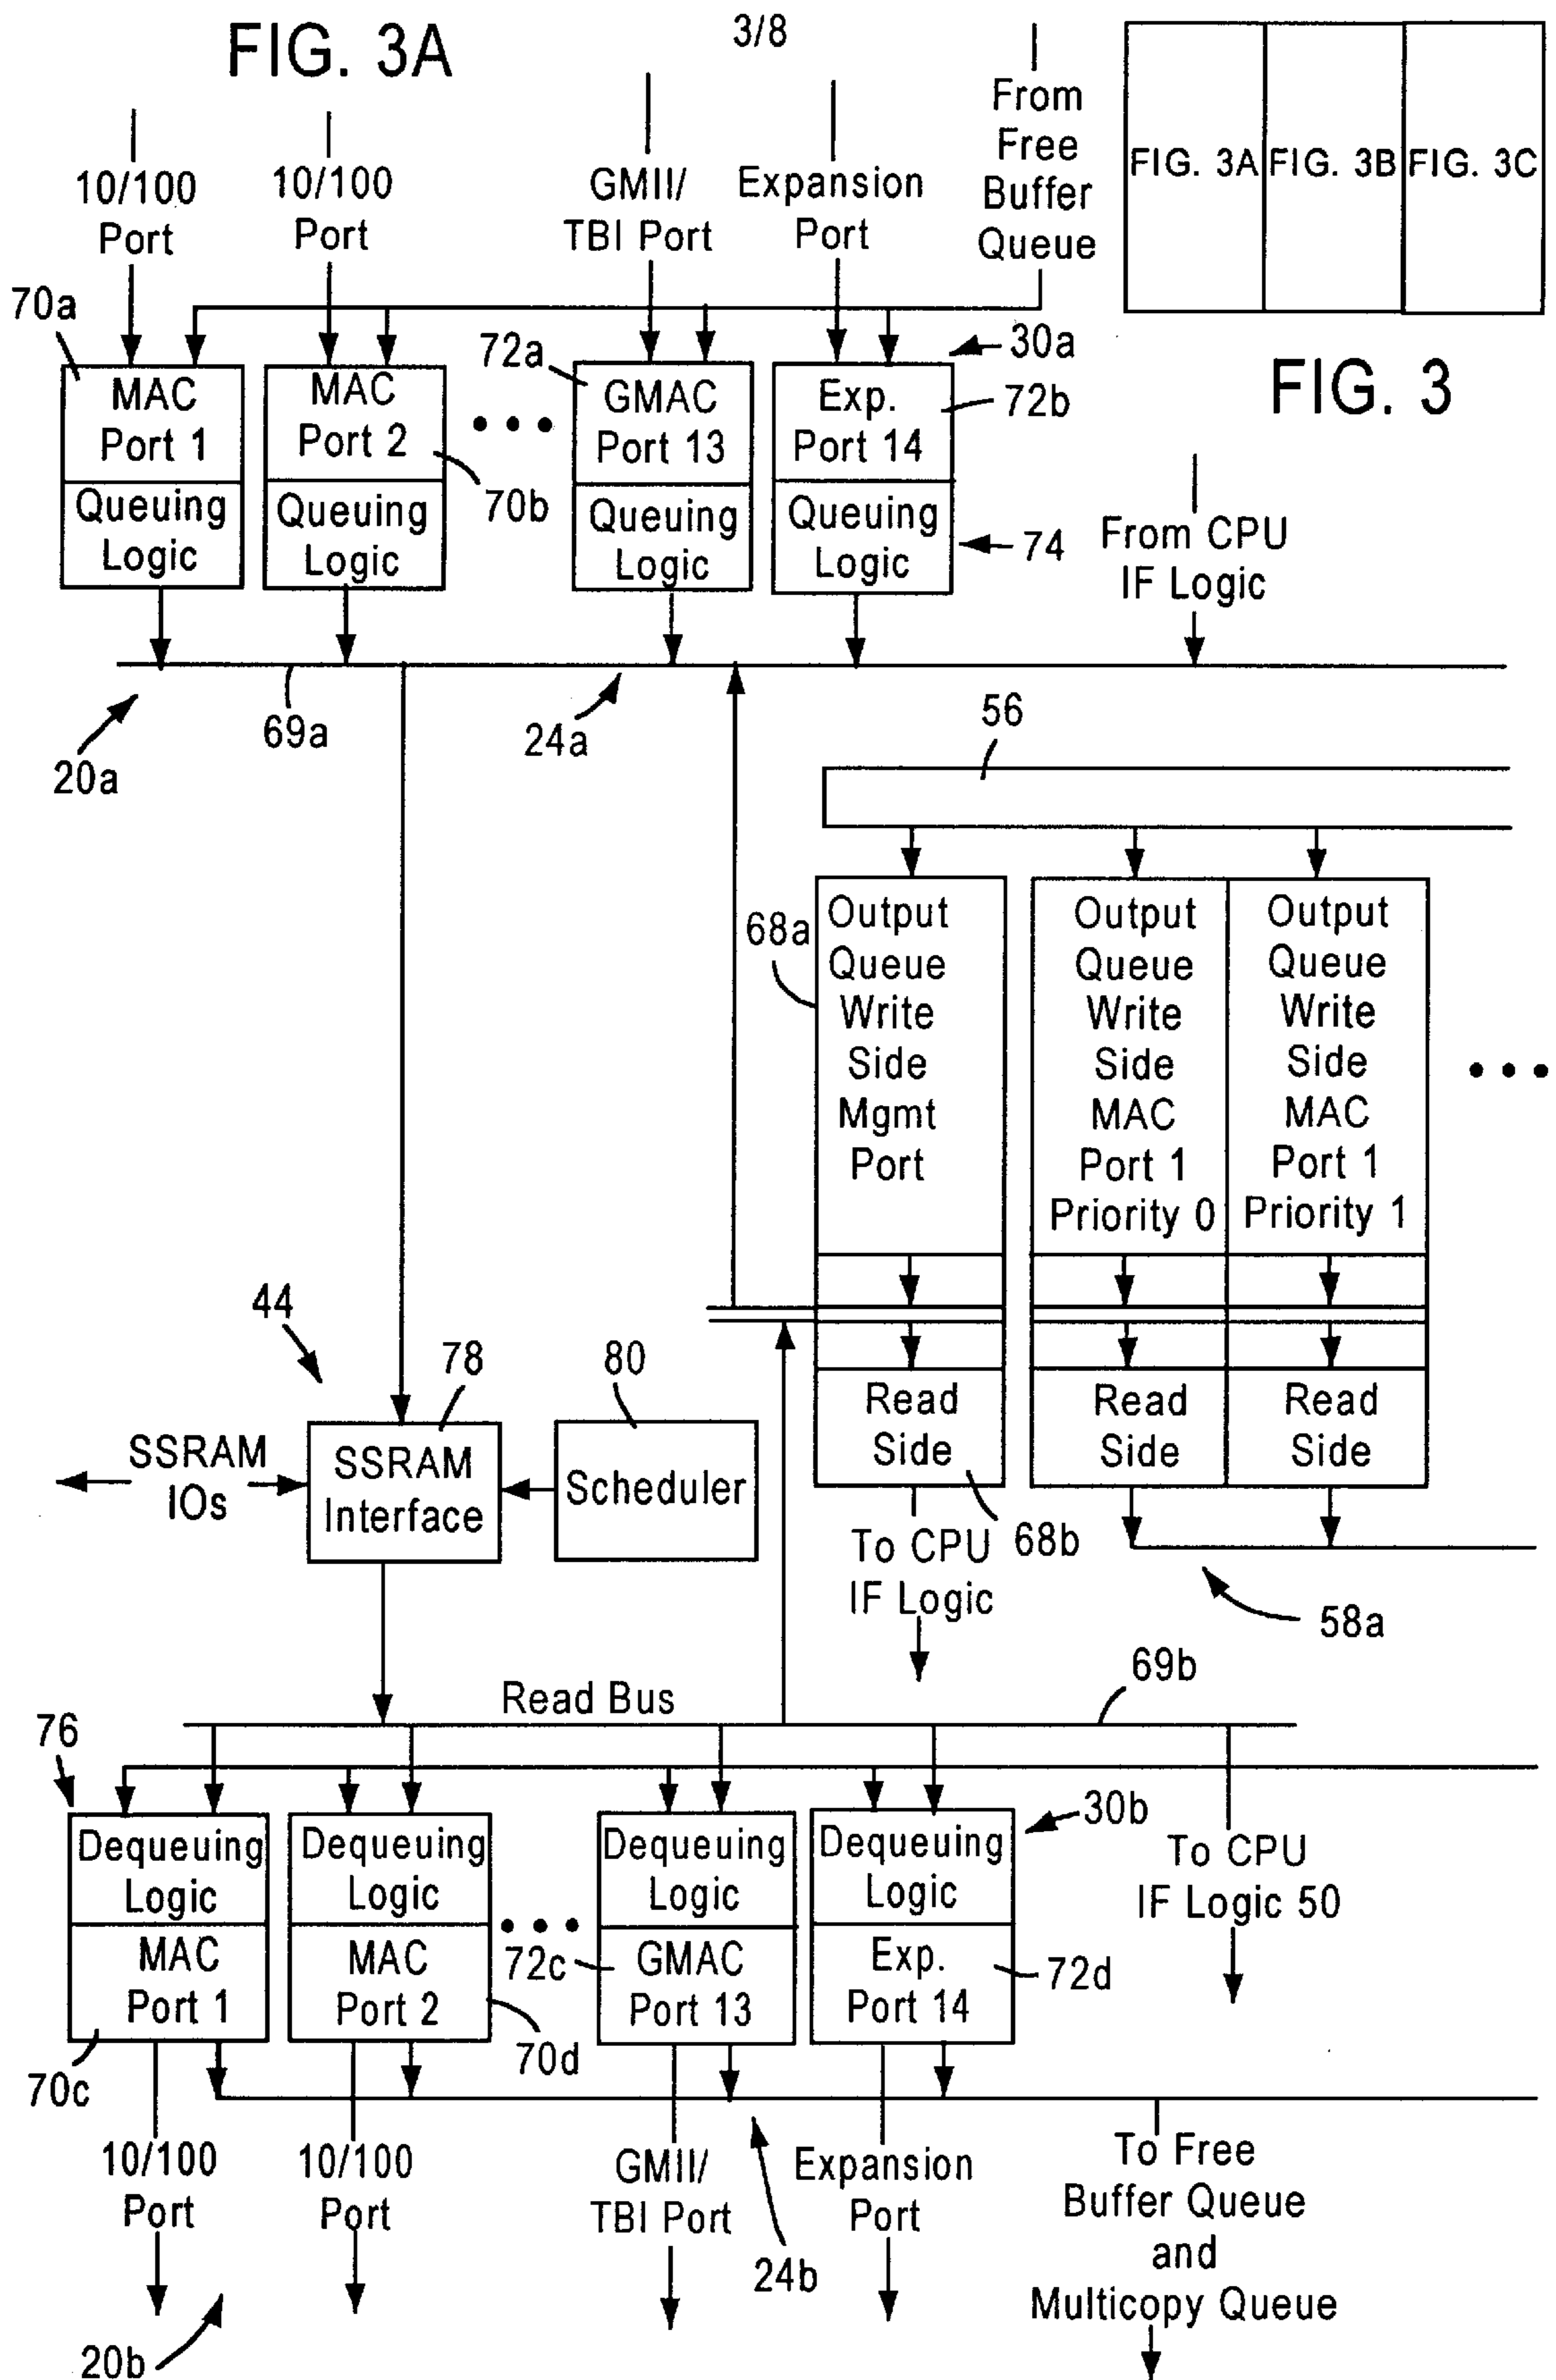 FIG. 3A
3/8
From
Free
Buffer
Queue
FIG. 3A
FIG. 3B
FIG. 3C
FIG. 3
10/100
Port
10/100
Port
GMII/
TBI Port
Expansion
Port
70a
72a
30a
MAC
Port 1
MAC
Port 2
GMAC
Port 13
Exp.
Port 14
72b
70b
Queuing
Logic
Queuing
Logic
Queuing
Logic
Queuing
Logic
74
From CPU
IF Logic
20a
69a
24a
56
68a
Output
Queue
Write
Side
Mgmt
Port
Output
Queue
Write
Side
MAC
Port 1
Priority 0
Output
Queue
Write
Side
MAC
Port 1
Priority 1
44
78
80
SSRAM
IOs
SSRAM
Interface
Scheduler
Read
Side
Read
Side
Read
Side
68b
To CPU
IF Logic
58a
Read Bus
69b
76
30b
Dequeuing
Logic
Dequeuing
Logic
Dequeuing
Logic
Dequeuing
Logic
To CPU
IF Logic 50
MAC
Port 1
MAC
Port 2
72c
GMAC
Port 13
Exp.
Port 14
72d
70c
70d
10/100
Port
10/100
Port
GMII/
TBI Port
Expansion
Port
To Free
Buffer Queue
and
Multicopy Queue
24b
20b